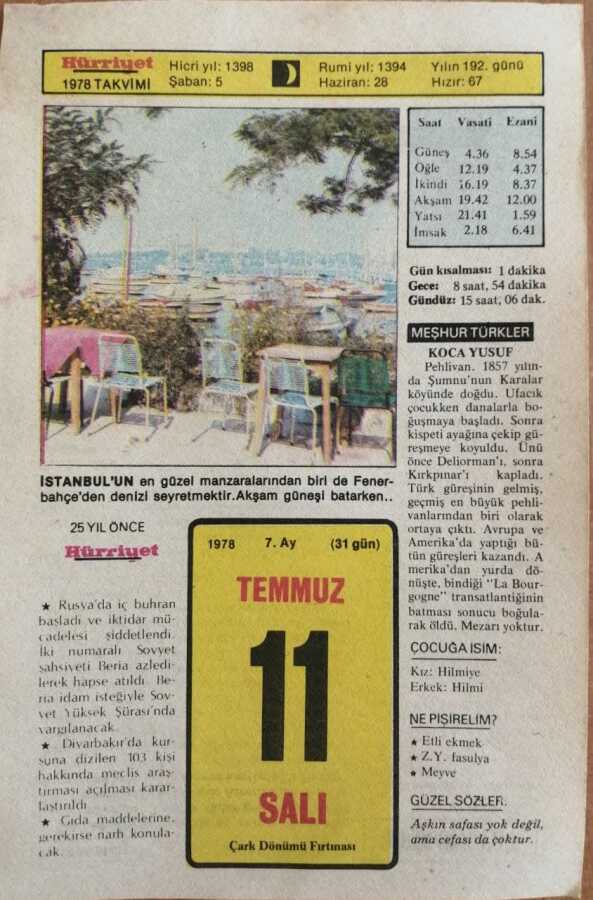 Hürriyet
1978 TAKVİMİ
Hicri yıl: 1398
Şaban: 5
Rumi yıl: 1394
Haziran: 28
Yılın 192. günü
Hızır: 67
Saat Vasati Ezani
Güneş 4.36 8.54
Öğle 12.19 4.37
İkindi 16.19 8.37
Akşam 19.42 12.00
Yatsı 21.41 1.59
İmsak 2.18 6.41
Gün kısalması: 1 dakika
Gece: 8 saat, 54 dakika
Gündüz: 15 saat, 06 dak.
İSTANBUL'UN en güzel manzaralarından biri de Fener-
bahçe'den denizi seyretmektir.Akşam güneşi batarken..
MEŞHUR TÜRKLER
KOCA YUSUF
Pehlivan. 1857 yılın-
da Şumnu'nun Karalar
köyünde doğdu. Ufacık
çocukken danalarla bo-
ğuşmaya başladı. Sonra
kispeti ayağına çekip gü-
reşmeye koyuldu. Ünü
önce Deliorman'ı, sonra
Kırkpınar'ı kapladı.
Türk güreşinin gelmiş,
geçmiş en büyük pehli-
vanlarından biri olarak
ortaya çıktı. Avrupa ve
Amerika'da yaptığı bü-
tün güreşleri kazandı. A
merika'dan yurda dö-
nüşte, bindiği "La Bour-
gogne" transatlantiğinin
batması sonucu boğula-
rak öldü. Mezarı yoktur.
25 YIL ÖNCE
Hürriyet
★ Rusya'da iç buhran
başladı ve iktidar mü-
cadelesi şiddetlendi.
İki numaralı Sovyet
şahsiyeti Beria azledi-
lerek hapse atıldı. Be-
ria idam isteğiyle Sov-
yet Yüksek Şûrası'nda
yargılanacak.
★ Diyarbakır'da kur-
şuna dizilen 103 kişi
hakkında meclis araş-
tırması açılması karar-
laştırıldı
★ Gıda maddelerine,
gerekirse narh konula-
cak.
1978 7. Ay (31 gün)
TEMMUZ
11
SALI
Çark Dönümü Fırtınası
ÇOCUĞA İSİM:
Kız: Hilmiye
Erkek: Hilmi
NE PİŞİRELİM?
★ Etli ekmek
★ Z.Y. fasulya
★ Meyve
GÜZEL SÖZLER:
Aşkın safası yok değil,
ama cefası da çoktur.